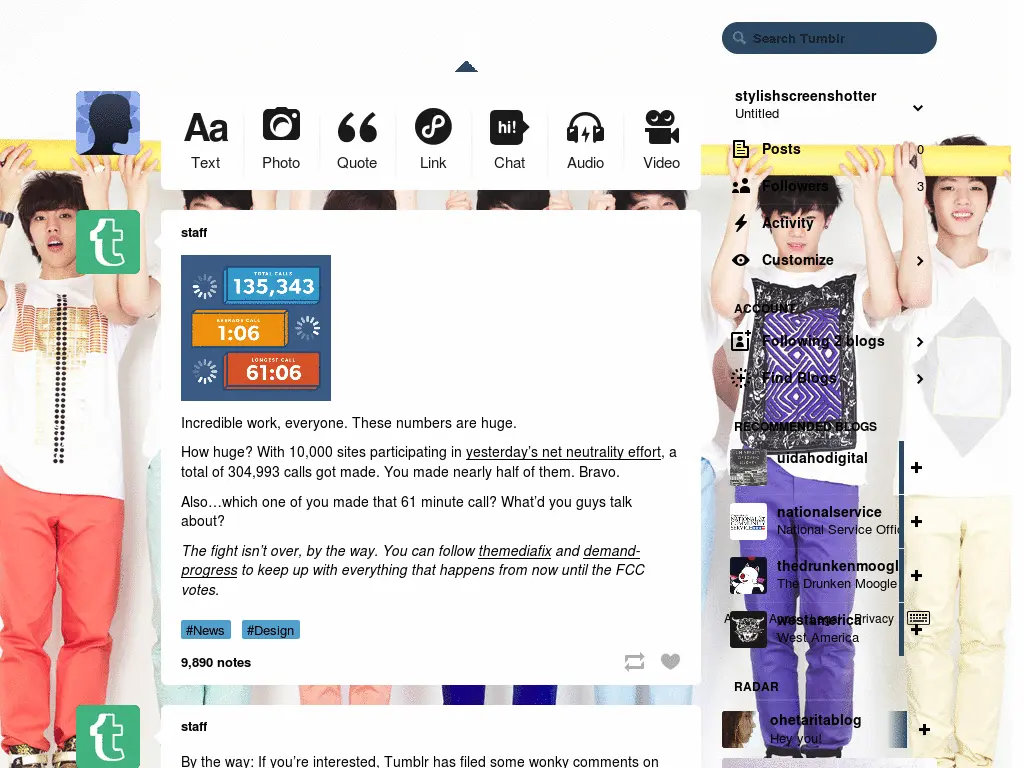 Search Tumblr
stylishscreenshotter
Untitled
Aa
hi!
Text
Photo
Quote
Link
Chat
Audio
Video
Posts
0
Followers
3
Activity
Customize
ACCOUNT
Following 2 blogs
Find Blogs
RECOMMENDED BLOGS
uidahodigital
nationalservice
National Service Offic
thedrunkenmoogl
The Drunken Moogle
westamerica
West America
Privacy
RADAR
ohetaritablog
Hey you!
staff
TOTAL CALLS
135,343
AVERAGE CALL
1:06
LONGEST CALL
61:06
Incredible work, everyone. These numbers are huge.
How huge? With 10,000 sites participating in yesterday's net neutrality effort, a
total of 304,993 calls got made. You made nearly half of them. Bravo.
Also…which one of you made that 61 minute call? What'd you guys talk
about?
The fight isn't over, by the way. You can follow themediafix and demand-
progress to keep up with everything that happens from now until the FCC
votes.
#News
#Design
9,890 notes
staff
By the way: If you're interested, Tumblr has filed some wonky comments on